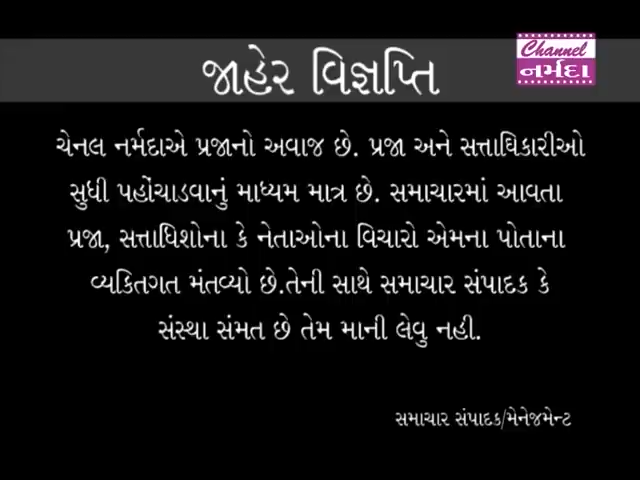 Channel
નર્મદા
જાહેર વિજ્ઞપ્તિ
ચેનલ નર્મદાએ પ્રજાનો અવાજ છે. પ્રજા અને સત્તાઘિકારીઓ
સુધી પહોંચાડવાનું માધ્યમ માત્ર છે. સમાચારમાં આવતા
પ્રજા, સત્તાધિશોના કે નેતાઓના વિચારો એમના પોતાના
વ્યકિતગત મંતવ્યો છે.તેની સાથે સમાચાર સંપાદક કે
સંસ્થા સંમત છે તેમ માની લેવુ નહી.
સમાચાર સંપાદક/મેનેજમેન્ટ